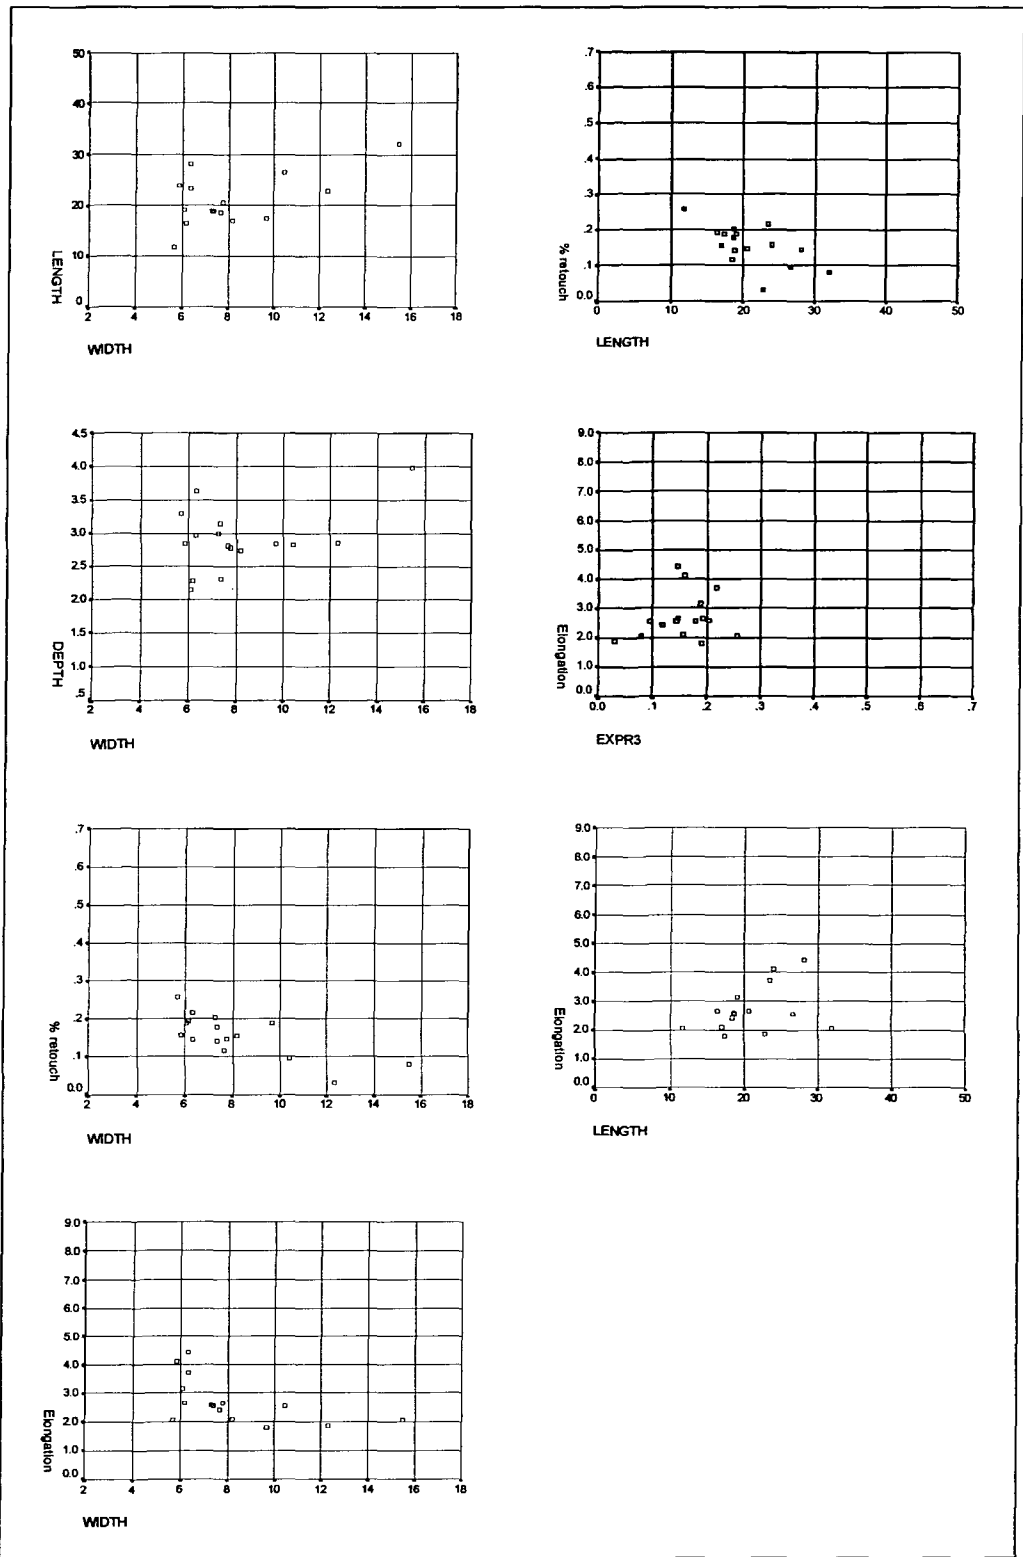 50
40
30
20
10
0
LENGTH
2 4 6 8 10 12 14 16 18
WIDTH
.7
.6
.5
.4
.3
.2
.1
0.0
% retouch
0 10 20 30 40 50
LENGTH
4.5
4.0
3.5
3.0
2.5
2.0
1.5
1.0
.5
DEPTH
2 4 6 8 10 12 14 16 18
WIDTH
9.0
8.0
7.0
6.0
5.0
4.0
3.0
2.0
1.0
0.0
Elongation
0.0 .1 .2 .3 .4 .5 .6 .7
EXPR3
.7
.6
.5
.4
.3
.2
.1
0.0
% retouch
2 4 6 8 10 12 14 16 18
WIDTH
9.0
8.0
7.0
6.0
5.0
4.0
3.0
2.0
1.0
0.0
Elongation
0 10 20 30 40 50
LENGTH
9.0
8.0
7.0
6.0
5.0
4.0
3.0
2.0
1.0
0.0
Elongation
2 4 6 8 10 12 14 16 18
WIDTH